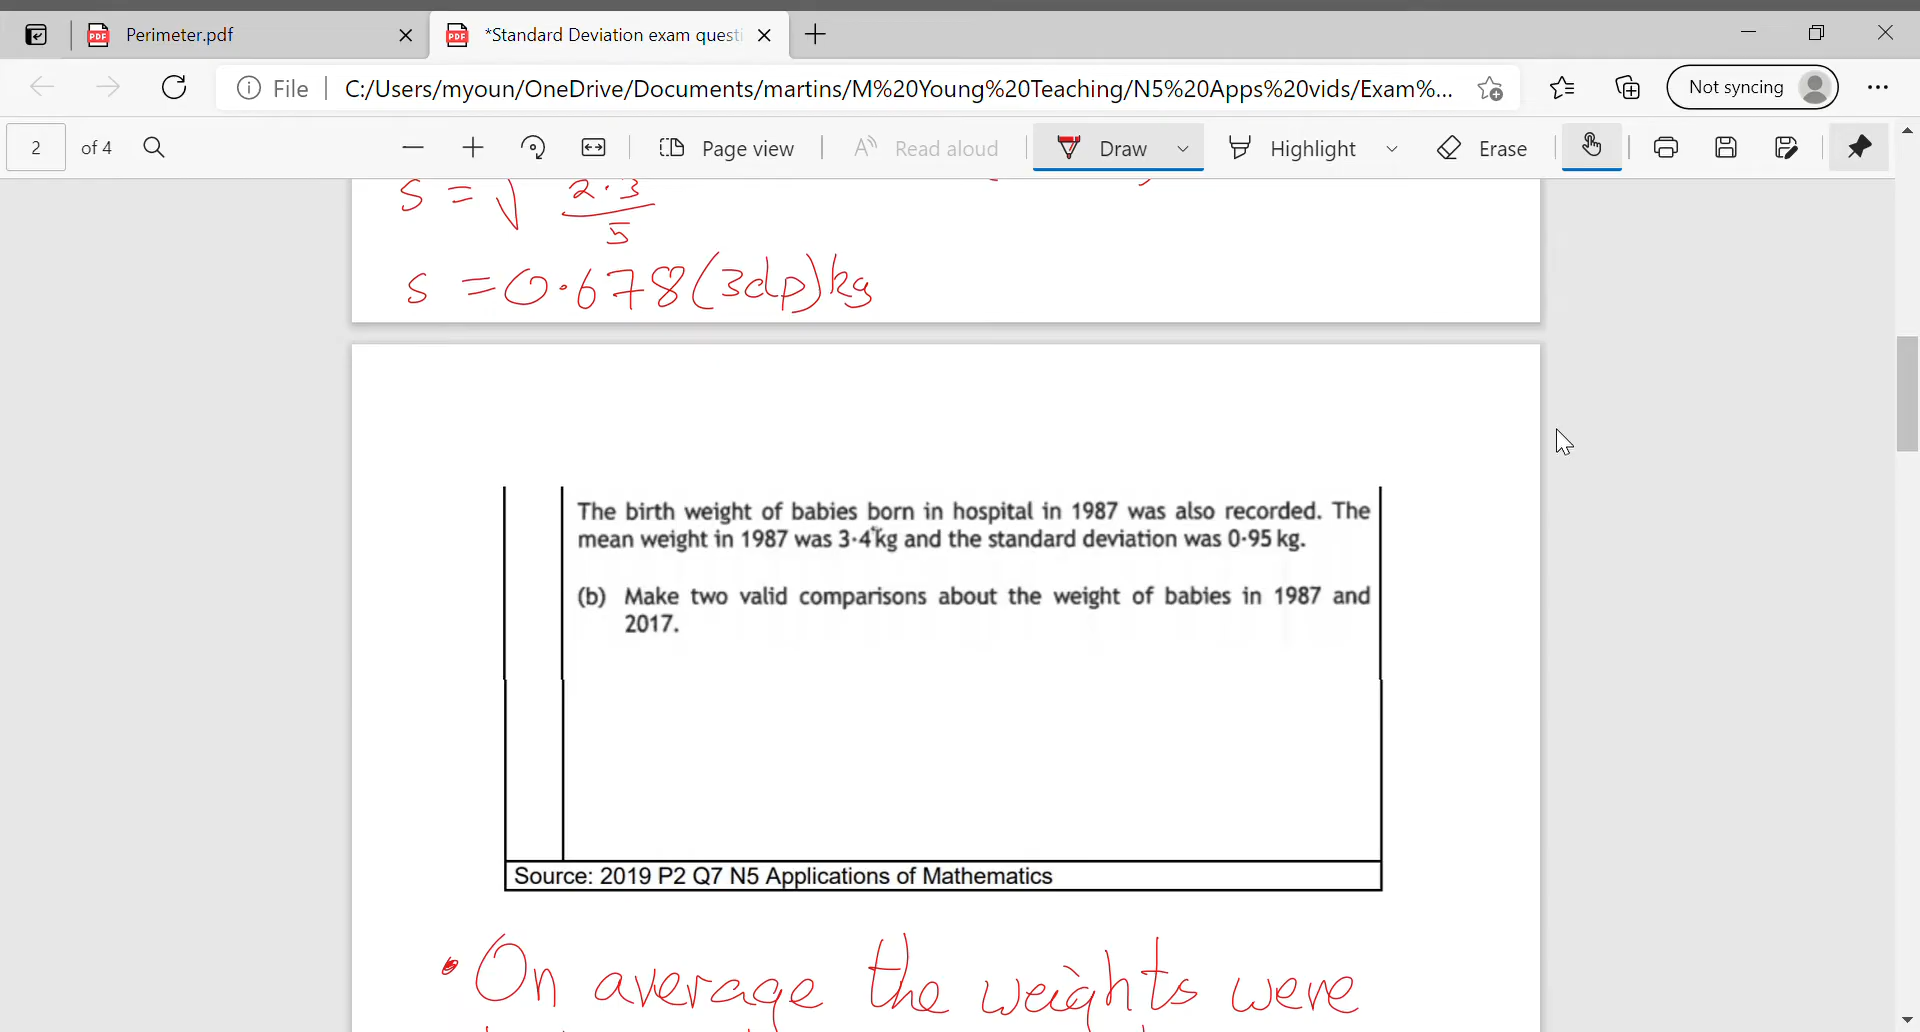 Perimeter.pdf
*Standard Deviation exam questi
File
C:/Users/myoun/OneDrive/Documents/martins/M%20Young%20Teaching/N5%20Apps%20vids/Exam%...
Not syncing
2 of 4
Page view
Read aloud
Draw
Highlight
Erase
s = √ 2·3
5
s = 0·678 (3dp) kg
The birth weight of babies born in hospital in 1987 was also recorded. The
mean weight in 1987 was 3·4 kg and the standard deviation was 0·95 kg.
(b) Make two valid comparisons about the weight of babies in 1987 and
2017.
Source: 2019 P2 Q7 N5 Applications of Mathematics
• On average the weights were